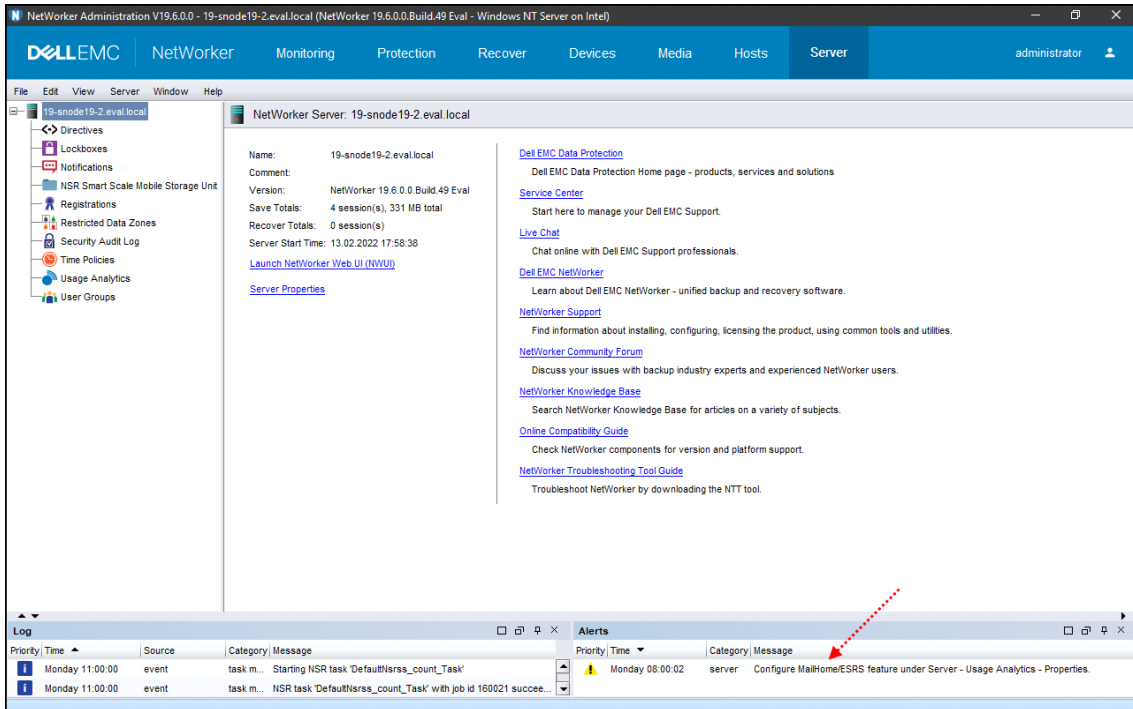 NetWorker Administration V19.6.0.0 - 19-snode19-2.eval.local (NetWorker 19.6.0.0.Build.49 Eval - Windows NT Server on Intel)
DELLEMC NetWorker Monitoring Protection Recover Devices Media Hosts Server administrator
File Edit View Server Window Help
19-snode19-2.eval.local
Directives
Lockboxes
Notifications
NSR Smart Scale Mobile Storage Unit
Registrations
Restricted Data Zones
Security Audit Log
Time Policies
Usage Analytics
User Groups
NetWorker Server: 19-snode19-2.eval.local
Name: 19-snode19-2.eval.local
Comment:
Version: NetWorker 19.6.0.0.Build.49 Eval
Save Totals: 4 session(s), 331 MB total
Recover Totals: 0 session(s)
Server Start Time: 13.02.2022 17:58:38
Launch NetWorker Web UI (NWUI)
Server Properties
Dell EMC Data Protection
Dell EMC Data Protection Home page - products, services and solutions
Service Center
Start here to manage your Dell EMC Support.
Live Chat
Chat online with Dell EMC Support professionals.
Dell EMC NetWorker
Learn about Dell EMC NetWorker - unified backup and recovery software.
NetWorker Support
Find information about installing, configuring, licensing the product, using common tools and utilities.
NetWorker Community Forum
Discuss your issues with backup industry experts and experienced NetWorker users.
NetWorker Knowledge Base
Search NetWorker Knowledge Base for articles on a variety of subjects.
Online Compatibility Guide
Check NetWorker components for version and platform support.
NetWorker Troubleshooting Tool Guide
Troubleshoot NetWorker by downloading the NTT tool.
Log
Priority Time Source Category Message
Monday 11:00:00 event task m... Starting NSR task 'DefaultNsrss_count_Task'
Monday 11:00:00 event task m... NSR task 'DefaultNsrss_count_Task' with job id 160021 succee...
Alerts
Priority Time Category Message
Monday 08:00:02 server Configure MailHome/ESRS feature under Server - Usage Analytics - Properties.